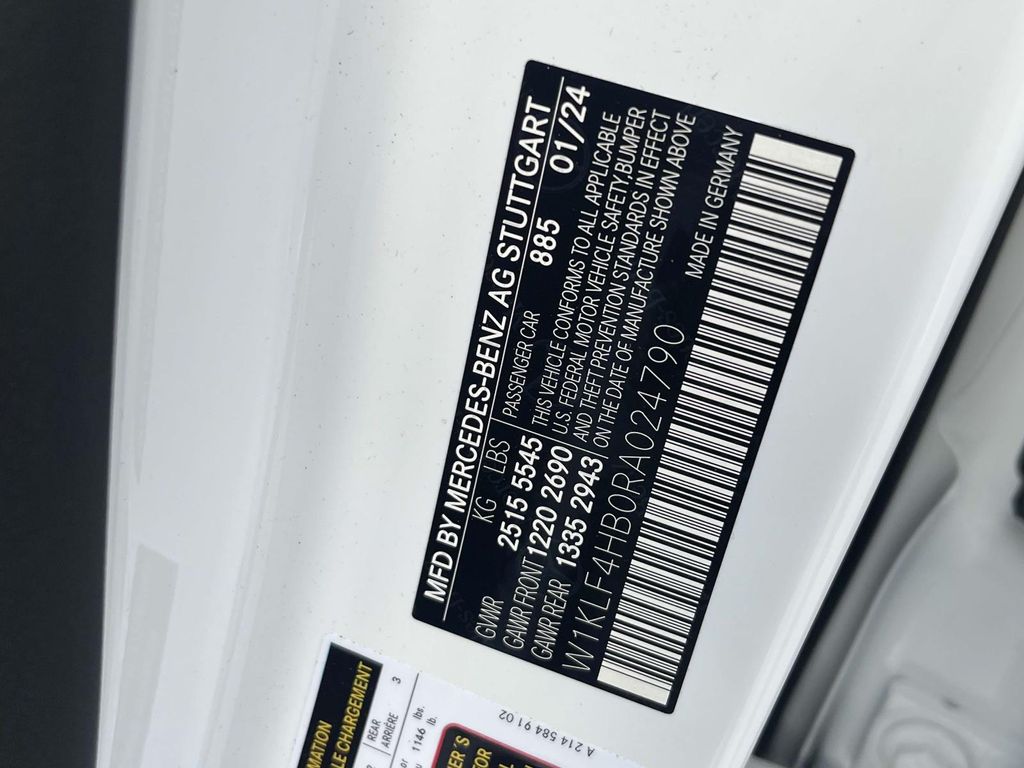 MFD BY MERCEDES-BENZ AG STUTTGART
KG LBS PASSENGER CAR 885 01/24
GVWR 2515 5545
GAWR FRONT 1220 2690
GAWR REAR 1335 2943
THIS VEHICLE CONFORMS TO ALL APPLICABLE
U.S. FEDERAL MOTOR VEHICLE SAFETY,BUMPER
AND THEFT PREVENTION STANDARDS IN EFFECT
ON THE DATE OF MANUFACTURE SHOWN ABOVE
W1KLF4HB0RA024790 MADE IN GERMANY
LE CHARGEMENT
REAR
ARRIÈRE 3
1146 lb.
lbs.
A 214 584 91 02